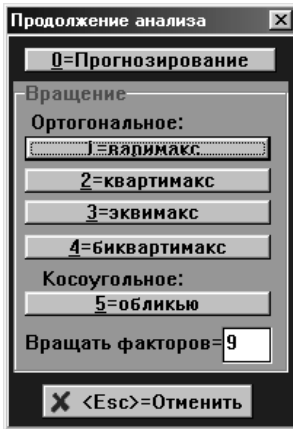 Продолжение анализа
0=Прогнозирование
Вращение
Ортогональное:
1=варимакс
2=квартимакс
3=эквимакс
4=биквартимакс
Косоугольное:
5=обликью
Вращать факторов=9
<Esc>=Отменить